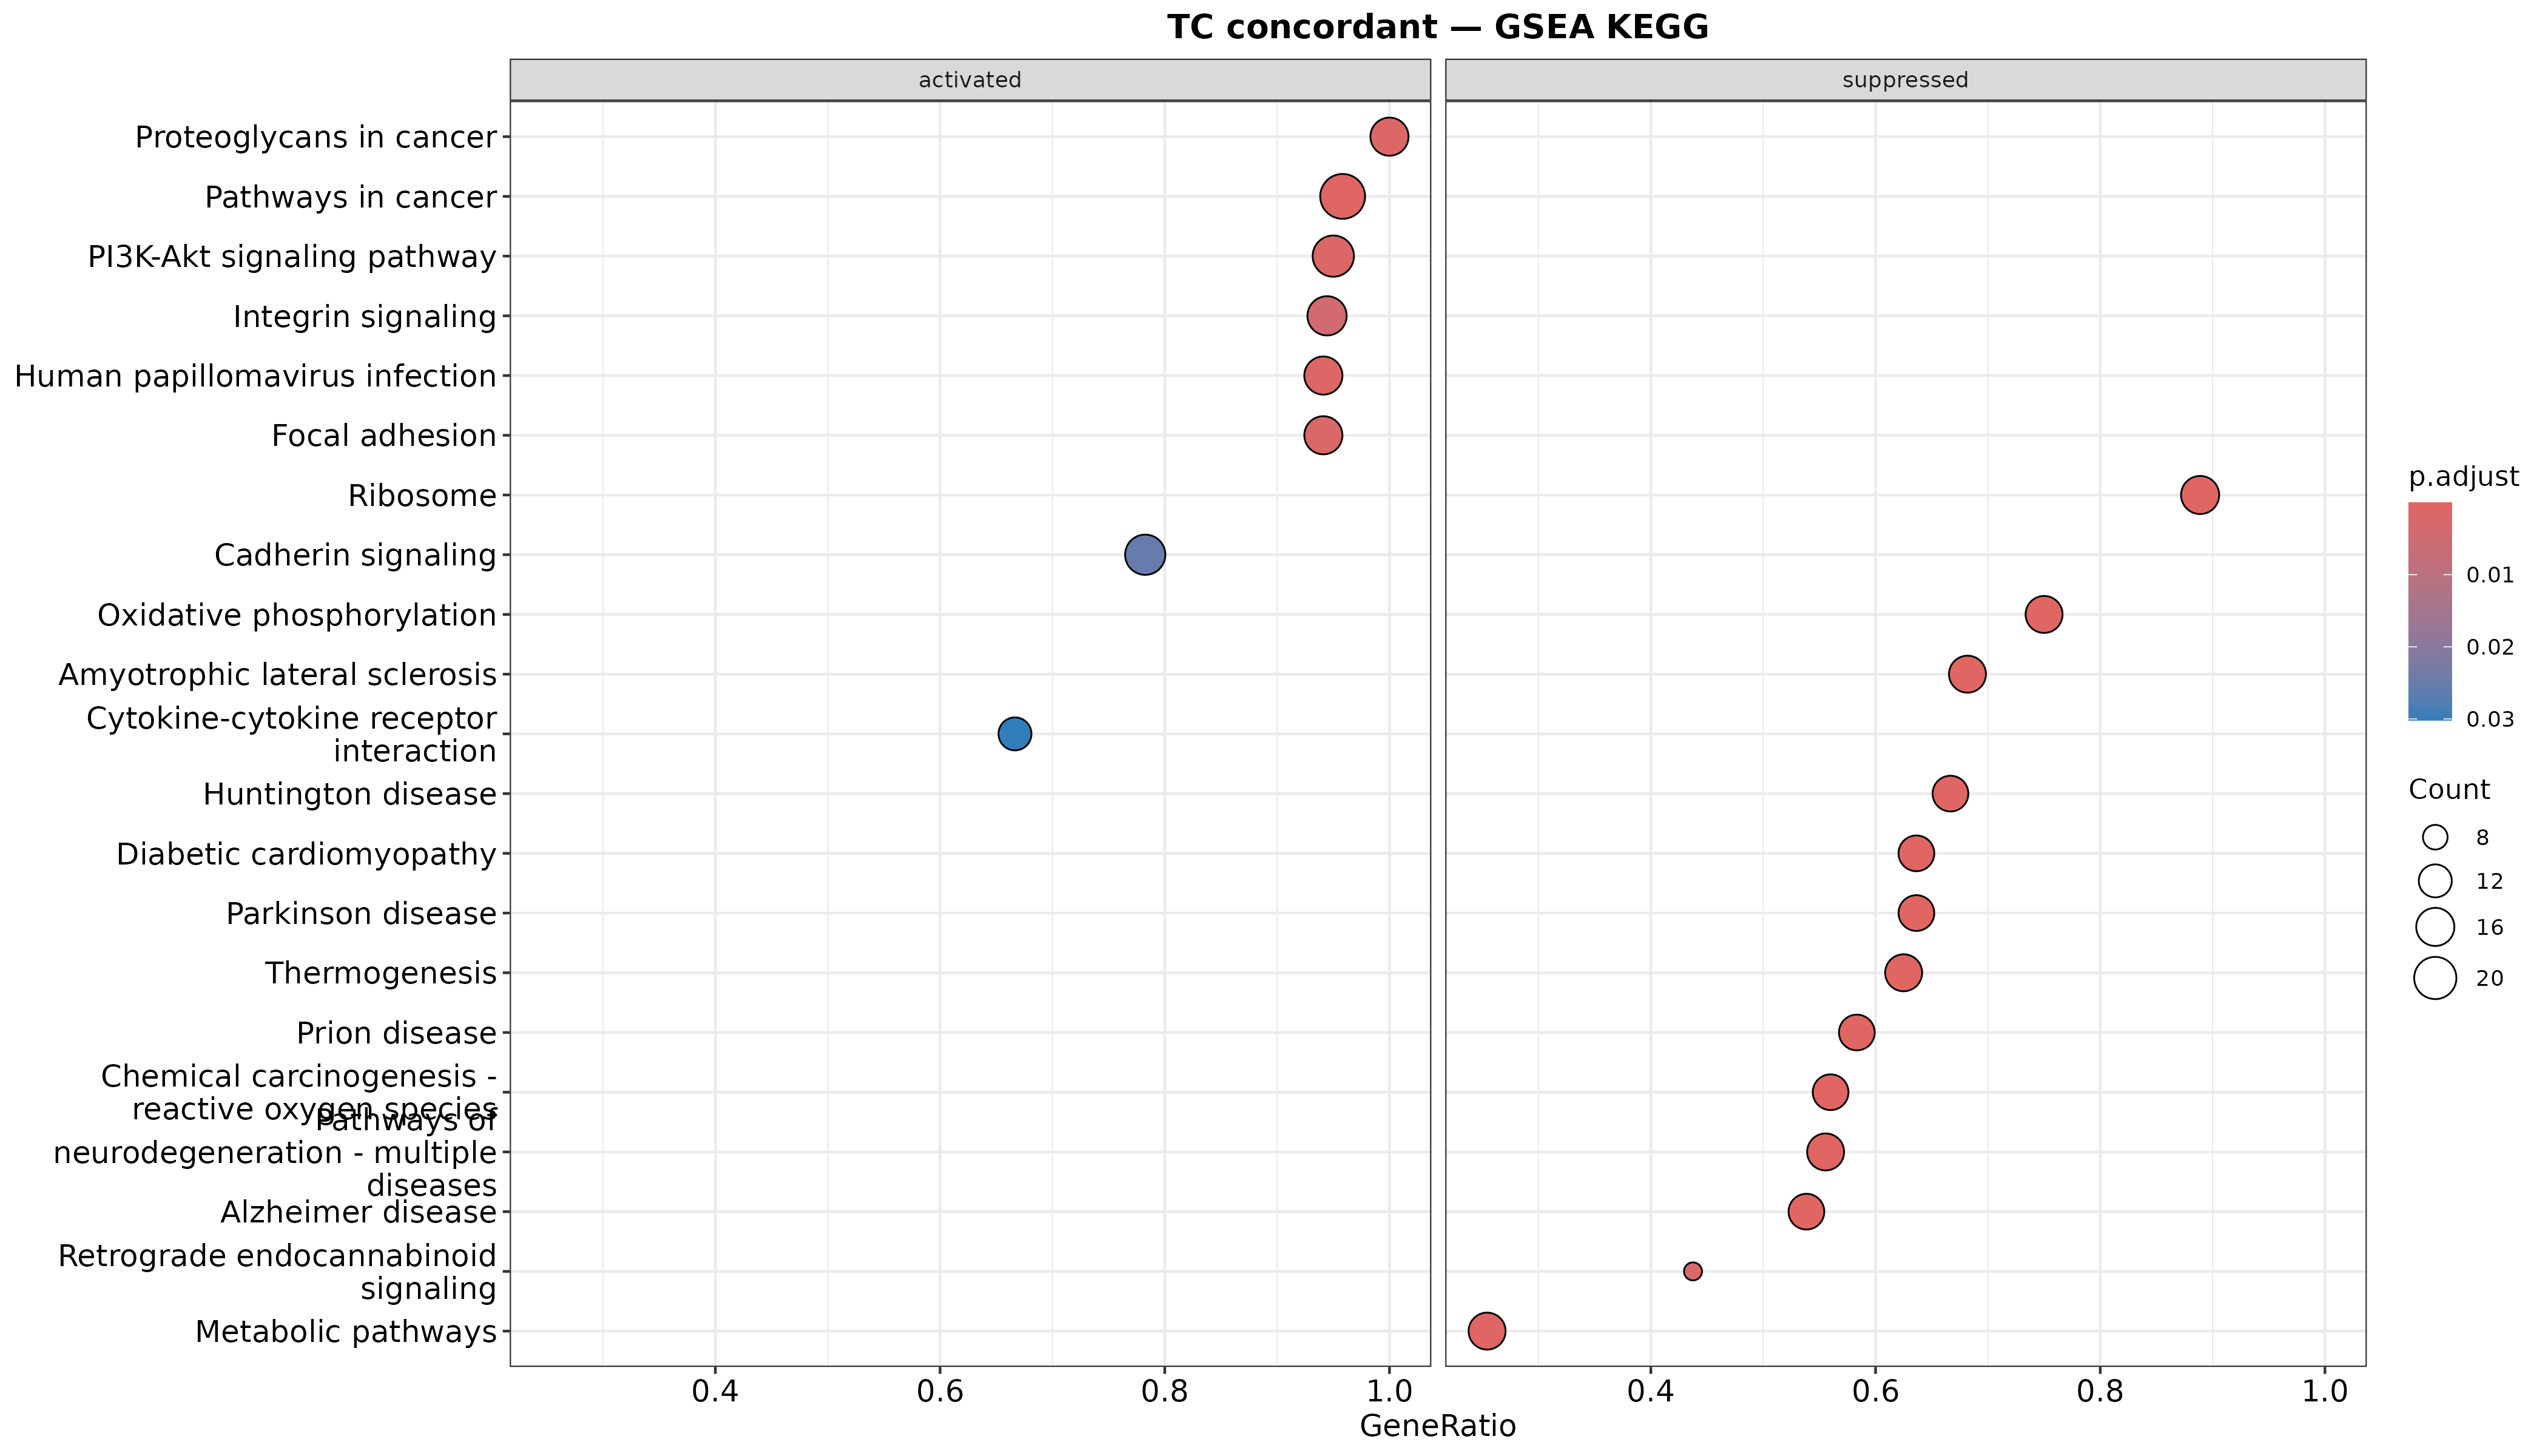 TC concordant — GSEA KEGG
activated
suppressed
Proteoglycans in cancer
Pathways in cancer
PI3K-Akt signaling pathway
Integrin signaling
Human papillomavirus infection
Focal adhesion
Ribosome
Cadherin signaling
Oxidative phosphorylation
Amyotrophic lateral sclerosis
Cytokine-cytokine receptor
interaction
Huntington disease
Diabetic cardiomyopathy
Parkinson disease
Thermogenesis
Prion disease
Chemical carcinogenesis -
reactive oxygen species
Pathways of
neurodegeneration - multiple
diseases
Alzheimer disease
Retrograde endocannabinoid
signaling
Metabolic pathways
0.4 0.6 0.8 1.0
0.4 0.6 0.8 1.0
GeneRatio
p.adjust
0.01
0.02
0.03
Count
8
12
16
20